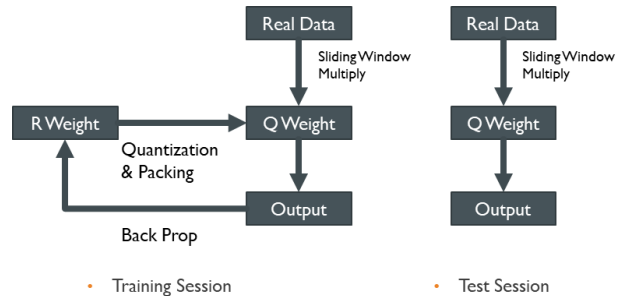 Real Data
Sliding Window
Multiply
R Weight
Q Weight
Quantization
& Packing
Output
Back Prop
• Training Session
Real Data
Sliding Window
Multiply
Q Weight
Output
• Test Session